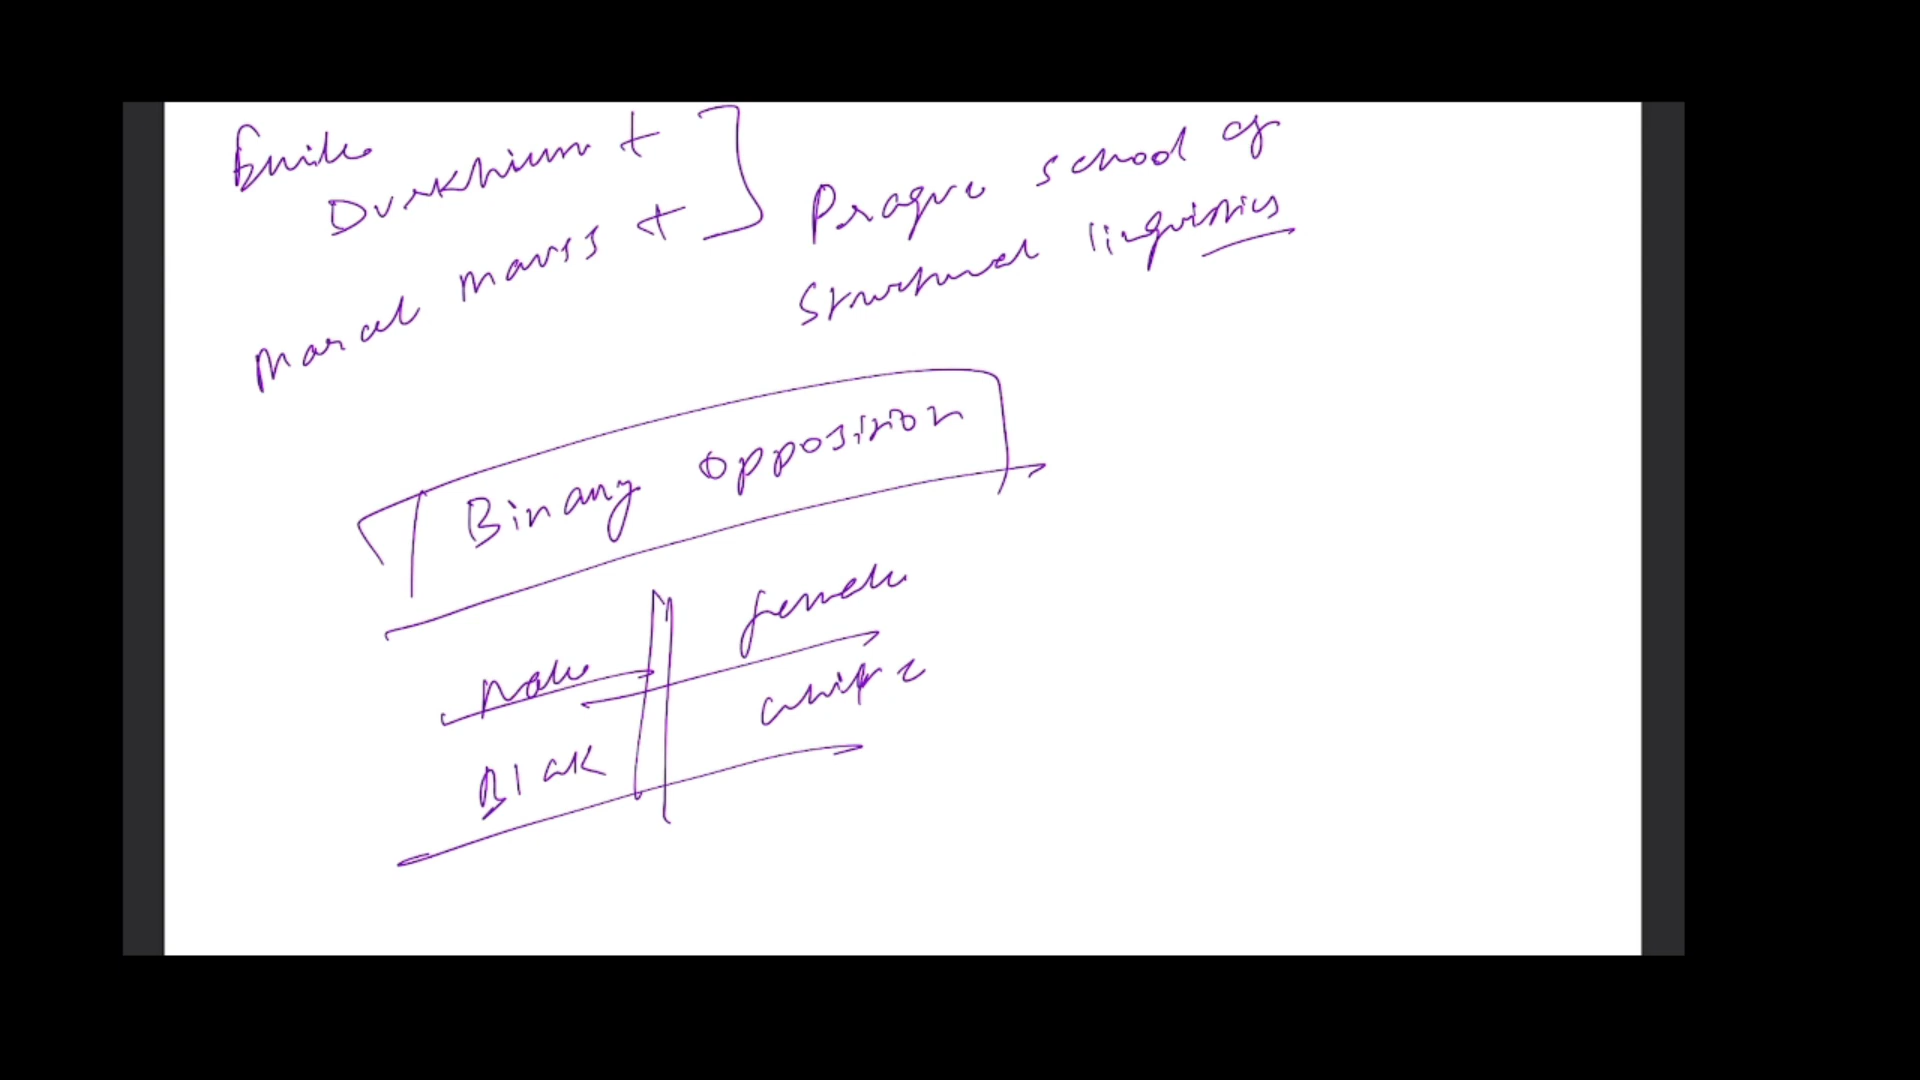 Emile
Durkhium +
Marcel mauss +
Prague school of
Structural linguistics
Binary opposition
Male female
Black white